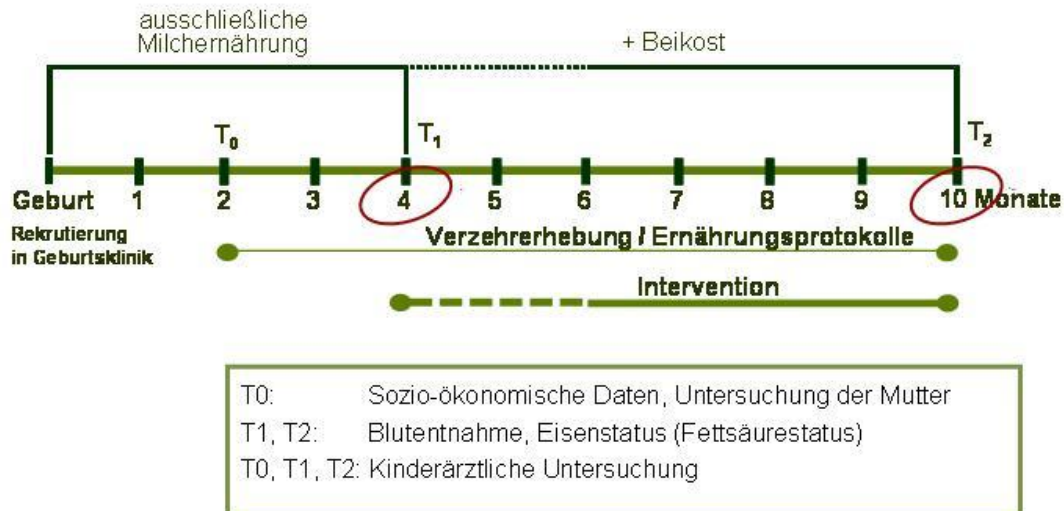 ausschließliche
Milchernährung
+ Beikost
T0
T1
T2
Geburt 1 2 3 4 5 6 7 8 9 10 Monate
Rekrutierung
in Geburtsklinik
Verzehrerhebung / Ernährungsprotokolle
Intervention
T0: Sozio-ökonomische Daten, Untersuchung der Mutter
T1, T2: Blutentnahme, Eisenstatus (Fettsäurestatus)
T0, T1, T2: Kinderärztliche Untersuchung